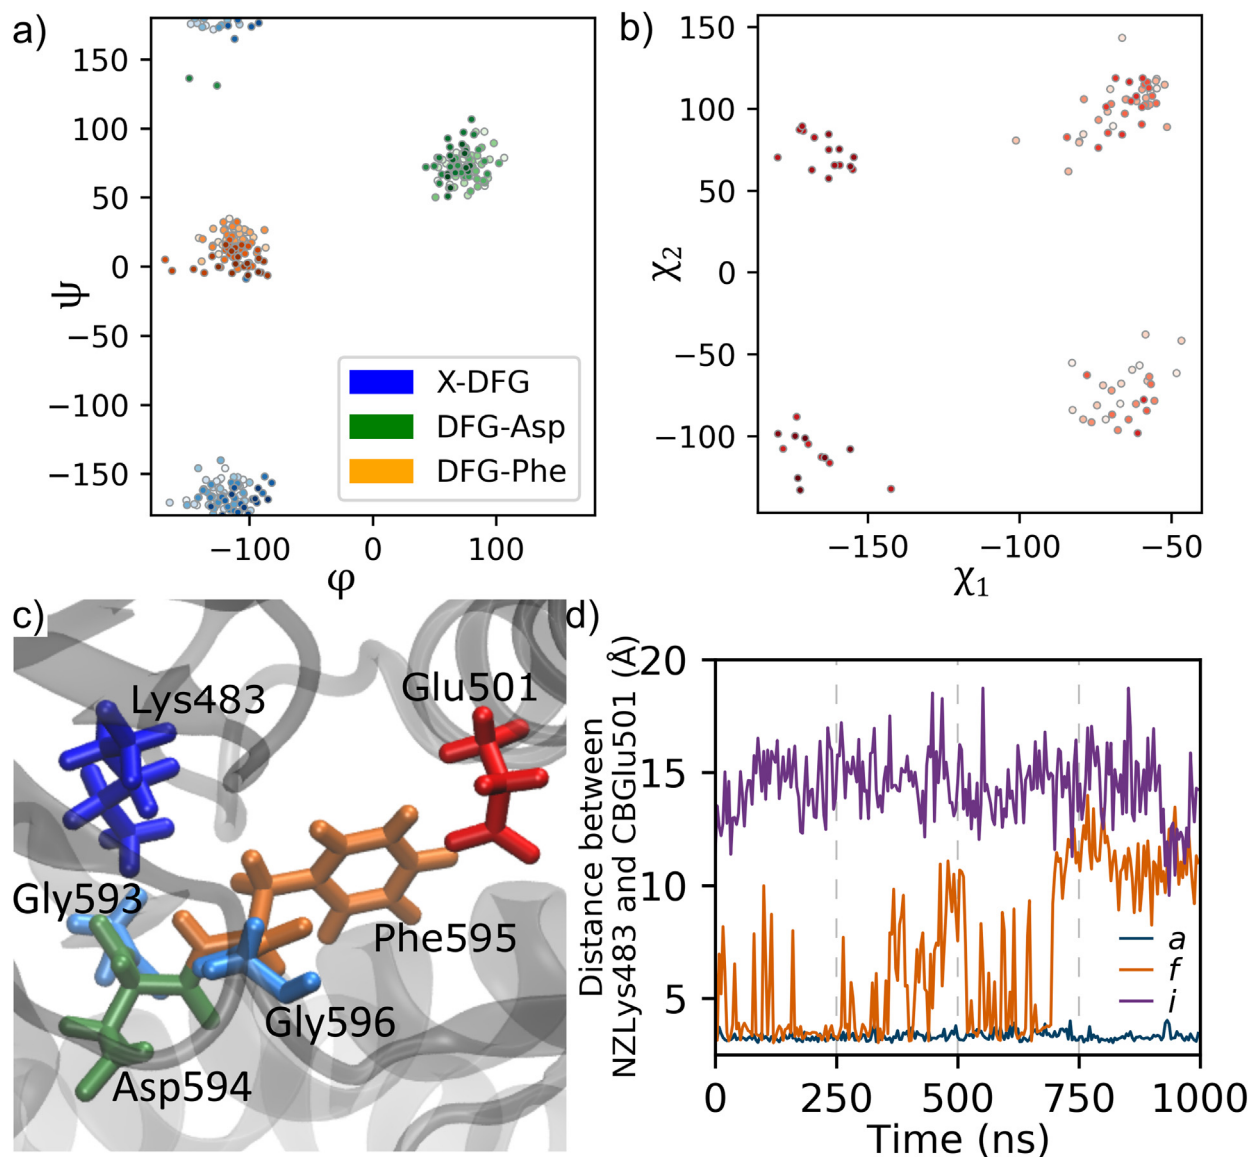 a)
150
100
50
0
−50
−100
−150
ψ
−100
0
100
φ
X-DFG
DFG-Asp
DFG-Phe
b)
150
100
50
0
−50
−100
χ2
−150
−100
−50
χ1
c)
Lys483
Glu501
Gly593
Phe595
Gly596
Asp594
d)
Distance between
NZLys483 and CBGlu501 (Å)
20
15
10
5
a
f
i
0
250
500
750
1000
Time (ns)